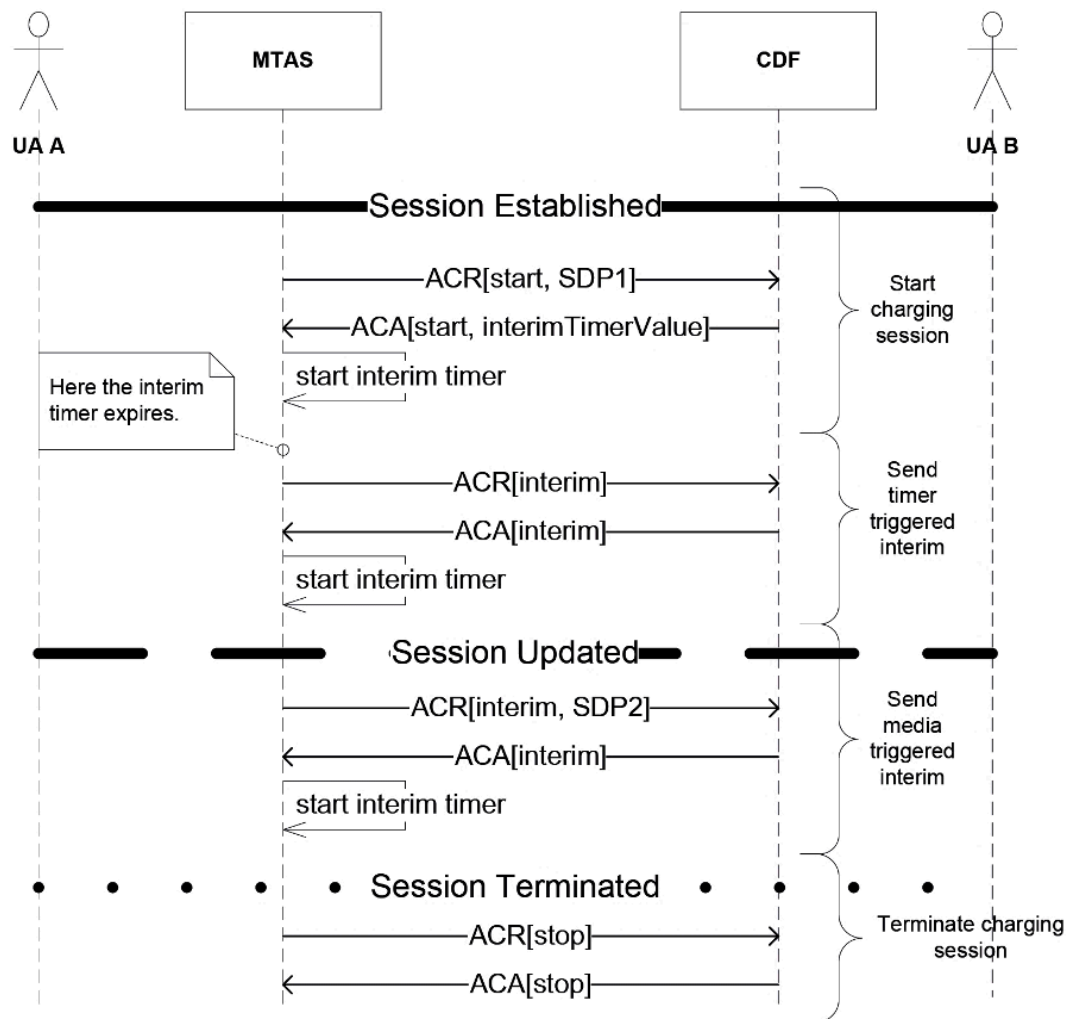 MTAS
CDF
UA A
UA B
Session Established
ACR[start, SDP1]
ACA[start, interimTimerValue]
Start
charging
session
start interim timer
Here the interim
timer expires.
ACR[interim]
ACA[interim]
Send
timer
triggered
interim
start interim timer
Session Updated
ACR[interim, SDP2]
ACA[interim]
Send
media
triggered
interim
start interim timer
Session Terminated
ACR[stop]
ACA[stop]
Terminate charging
session